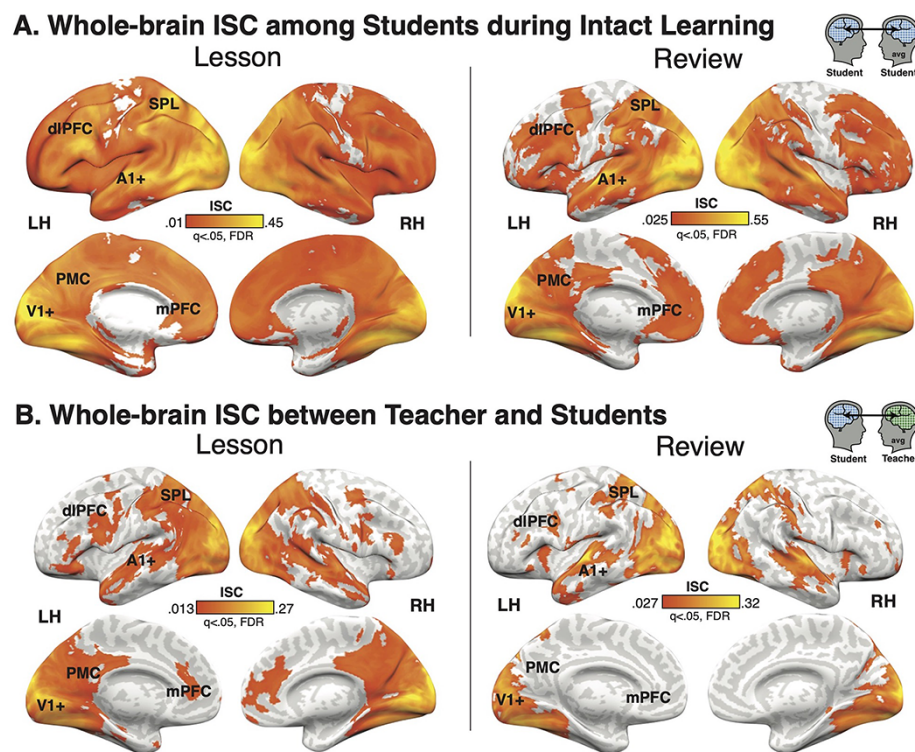 A. Whole-brain ISC among Students during Intact Learning
Lesson
Review
avg
Student
Student
dlPFC
SPL
A1+
LH
ISC
.01
.45
q<.05, FDR
RH
PMC
V1+
mPFC
dlPFC
SPL
A1+
LH
ISC
.025
.55
q<.05, FDR
RH
PMC
V1+
mPFC
B. Whole-brain ISC between Teacher and Students
Lesson
Review
avg
Student
Teache
dlPFC
SPL
A1+
LH
ISC
.013
.27
q<.05, FDR
RH
PMC
V1+
mPFC
dlPFC
SPL
A1+
LH
ISC
.027
.32
q<.05, FDR
RH
PMC
V1+
mPFC